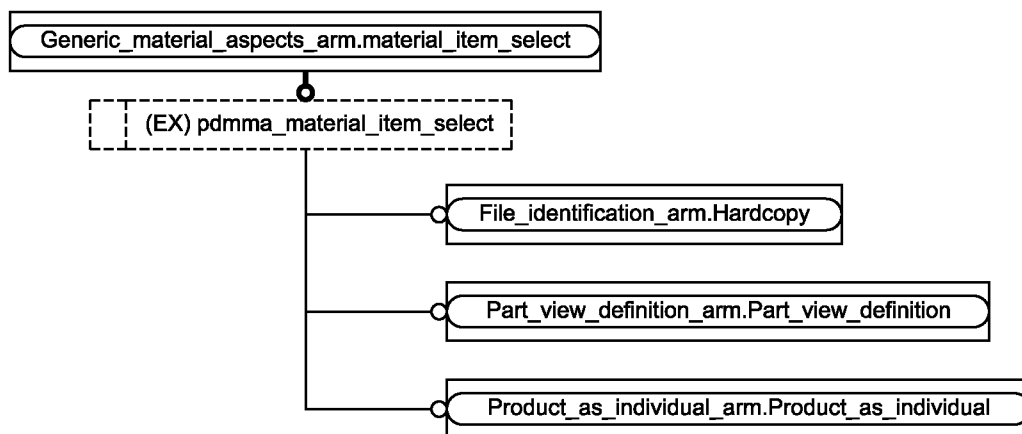 Generic_material_aspects_arm.material_item_select
(EX) pdmma_material_item_select
File_identification_arm.Hardcopy
Part_view_definition_arm.Part_view_definition
Product_as_individual_arm.Product_as_individual